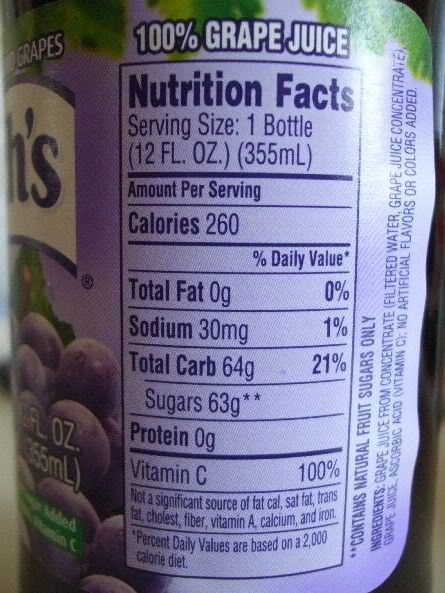 GRAPES
h's
®
FL. OZ.
355mL)
Added
Vitamin C
100% GRAPE JUICE
Nutrition Facts
Serving Size: 1 Bottle
(12 FL. OZ.) (355mL)
Amount Per Serving
Calories 260
% Daily Value*
Total Fat 0g 0%
Sodium 30mg 1%
Total Carb 64g 21%
Sugars 63g**
Protein 0g
Vitamin C 100%
Not a significant source of fat cal, sat fat, trans
fat, cholest, fiber, vitamin A, calcium, and iron.
*Percent Daily Values are based on a 2,000
calorie diet.
**CONTAINS NATURAL FRUIT SUGARS ONLY
INGREDIENTS: GRAPE JUICE FROM CONCENTRATE (FILTERED WATER, GRAPE JUICE CONCENTRATE),
GRAPE JUICE, ASCORBIC ACID (VITAMIN C). NO ARTIFICIAL FLAVORS OR COLORS ADDED.